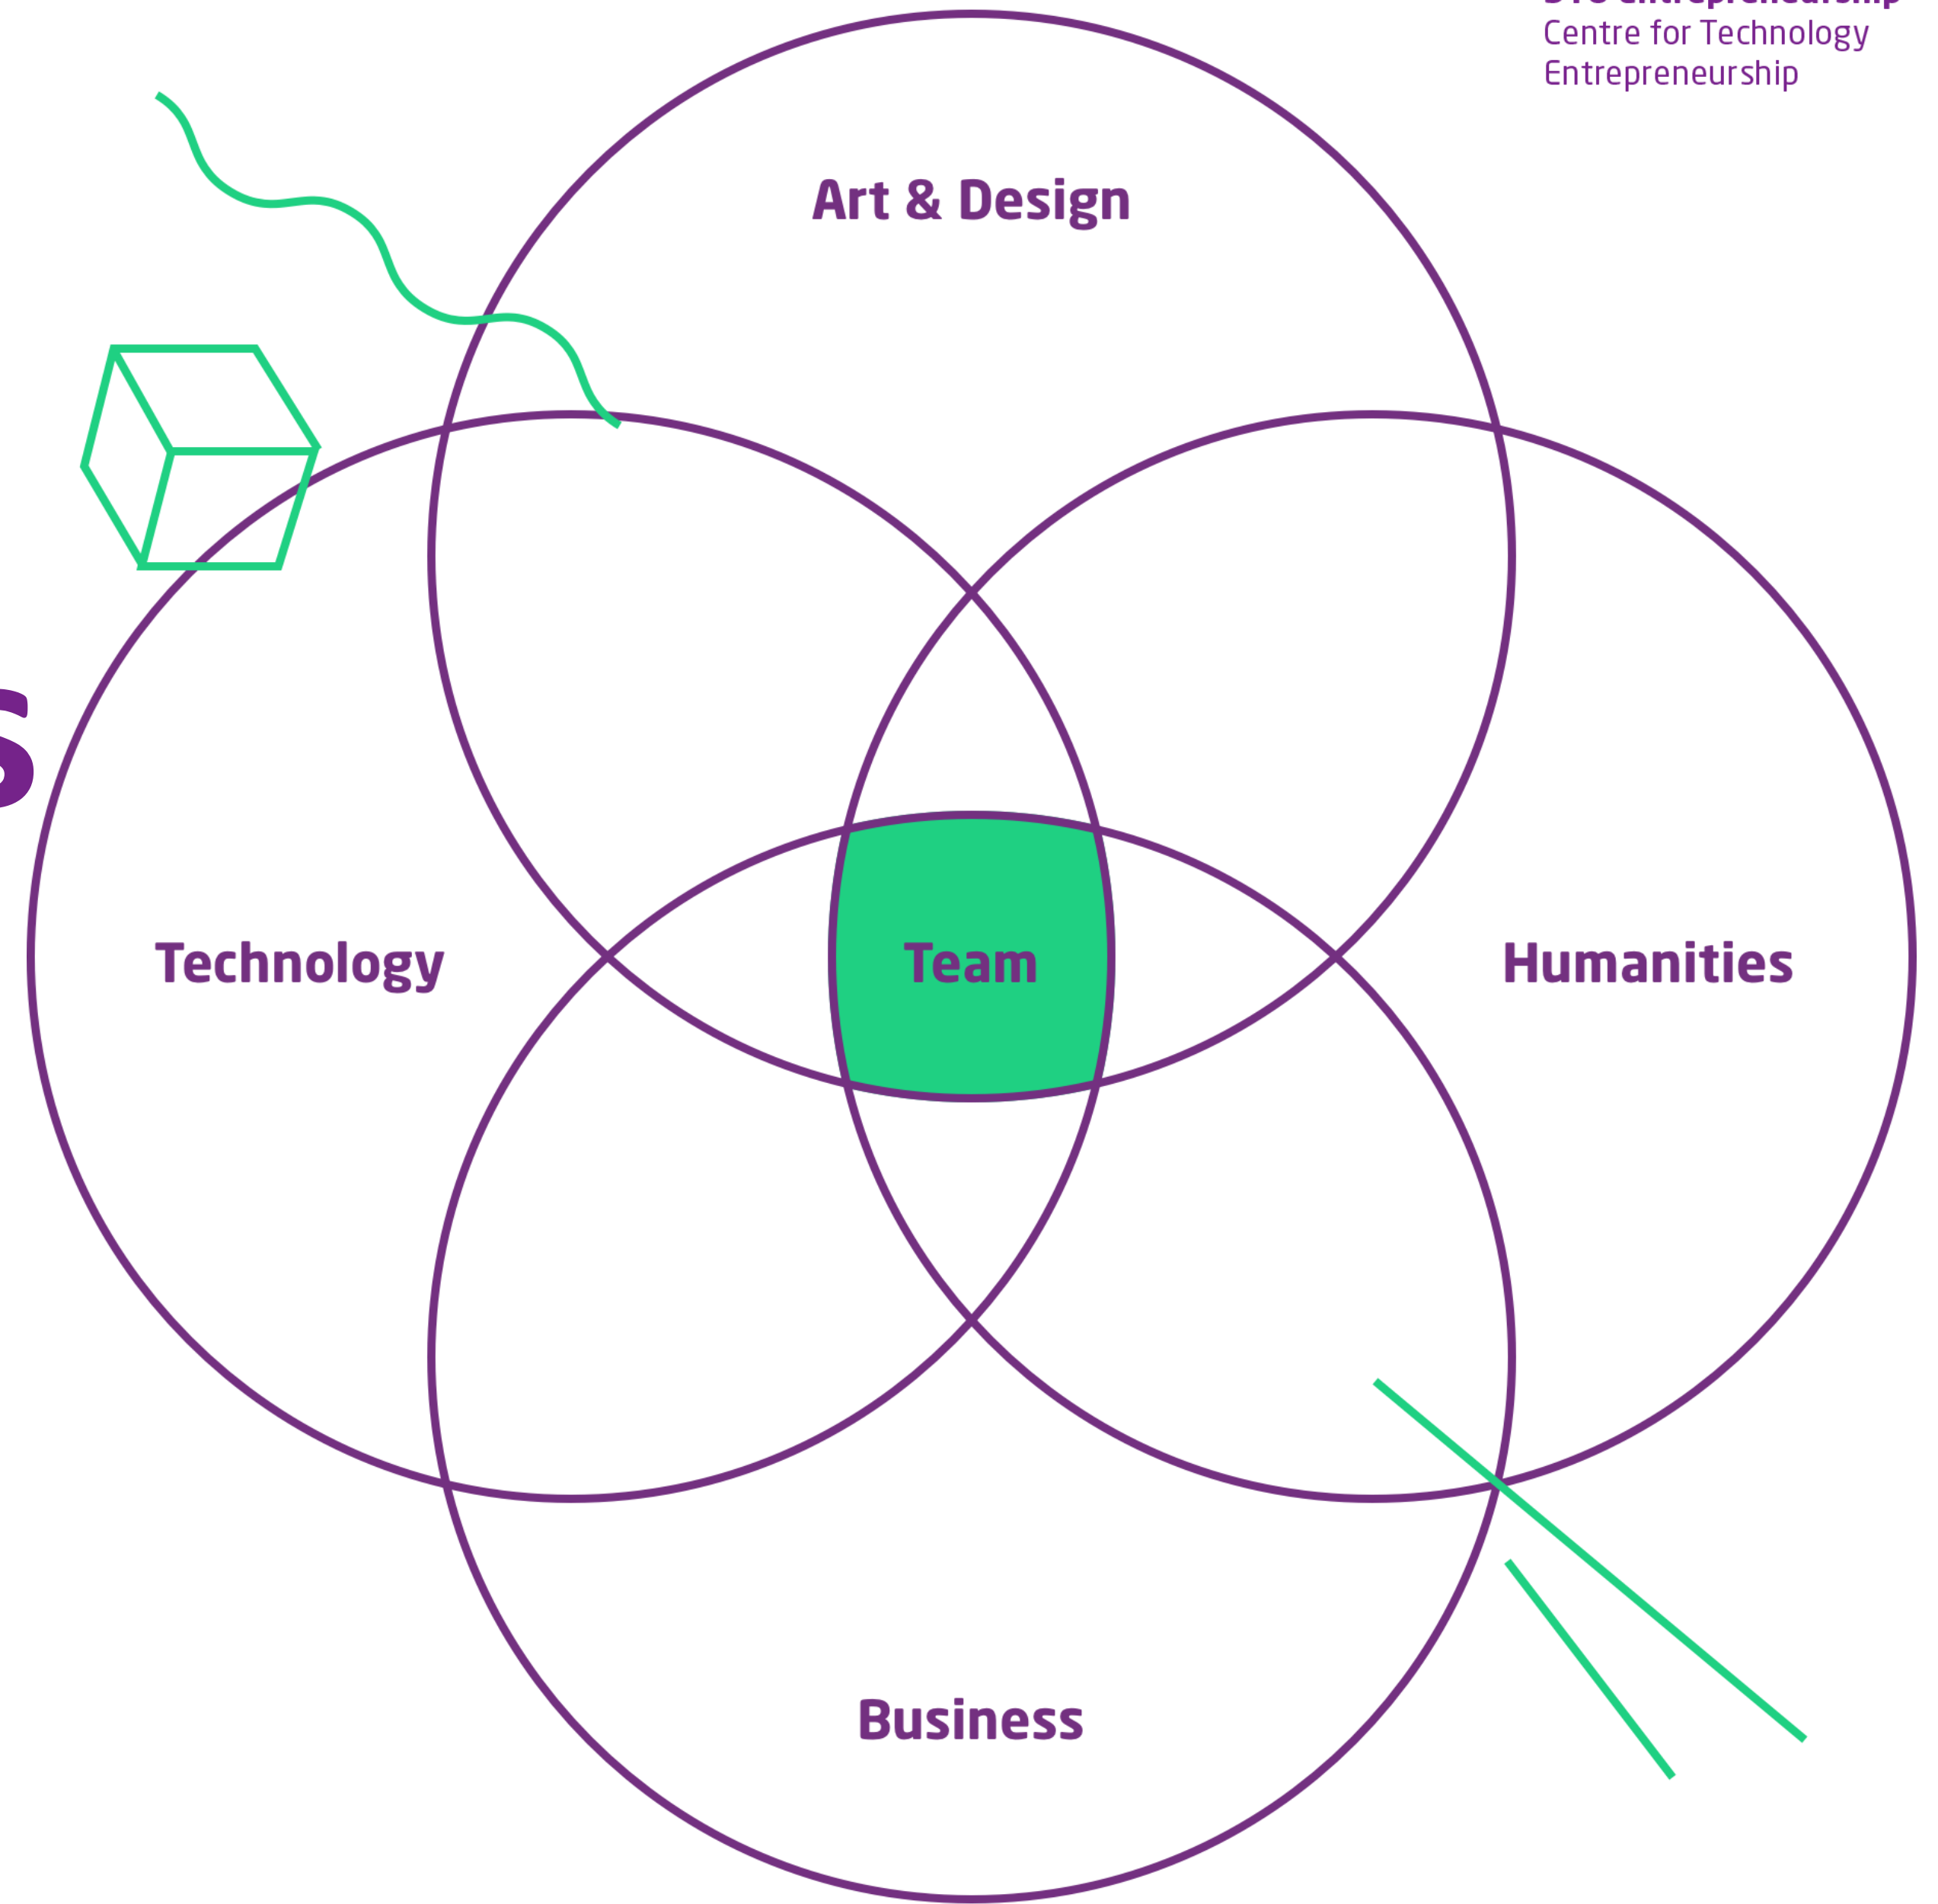 Centre for Technology
Entrepreneurship
Art & Design
Technology
Team
Humanities
Business